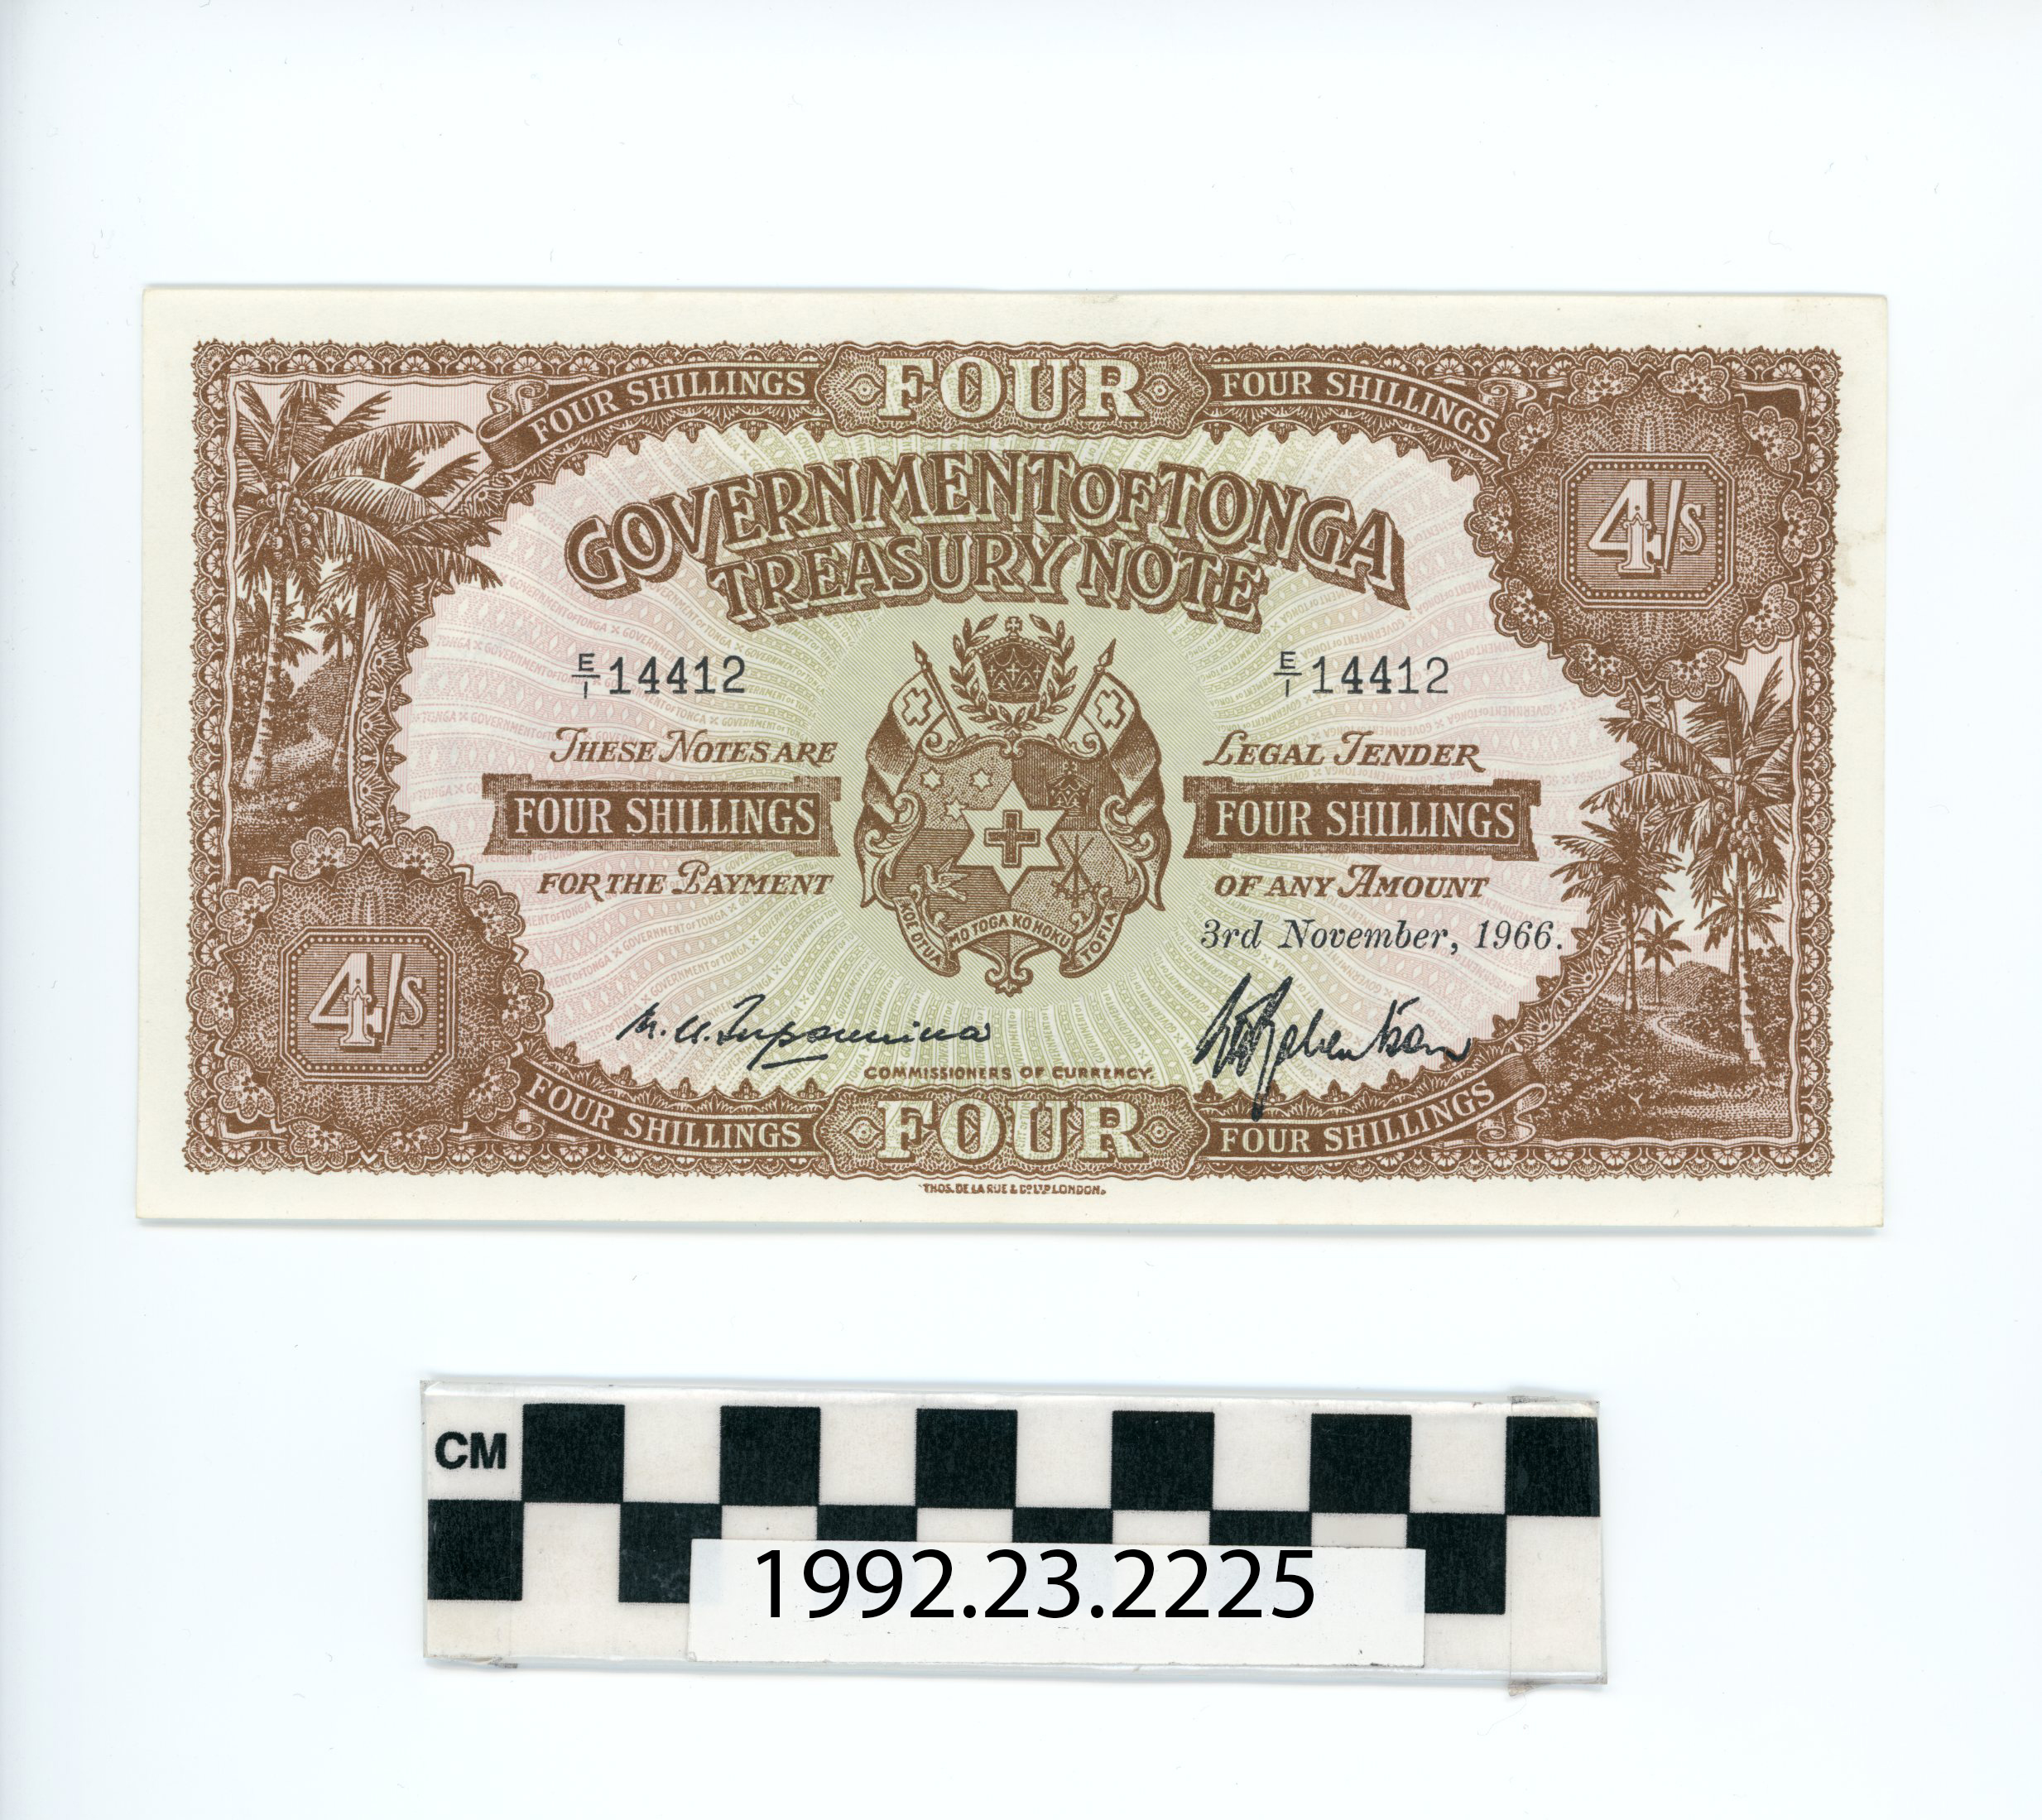 FOUR SHILLINGS FOUR FOUR SHILLINGS
GOVERNMENT OF TONGA
TREASURY NOTE
4/s
E/1 14412 E/1 14412
THESE NOTES ARE LEGAL TENDER
FOUR SHILLINGS FOUR SHILLINGS
FOR THE PAYMENT OF ANY AMOUNT
KOE OTUA MO TOGA KO HOKU TOFIA
3rd November, 1966.
4/s
COMMISSIONERS OF CURRENCY.
FOUR SHILLINGS FOUR FOUR SHILLINGS
THOS. DE LA RUE & CO. LTD. LONDON.
CM
1992.23.2225